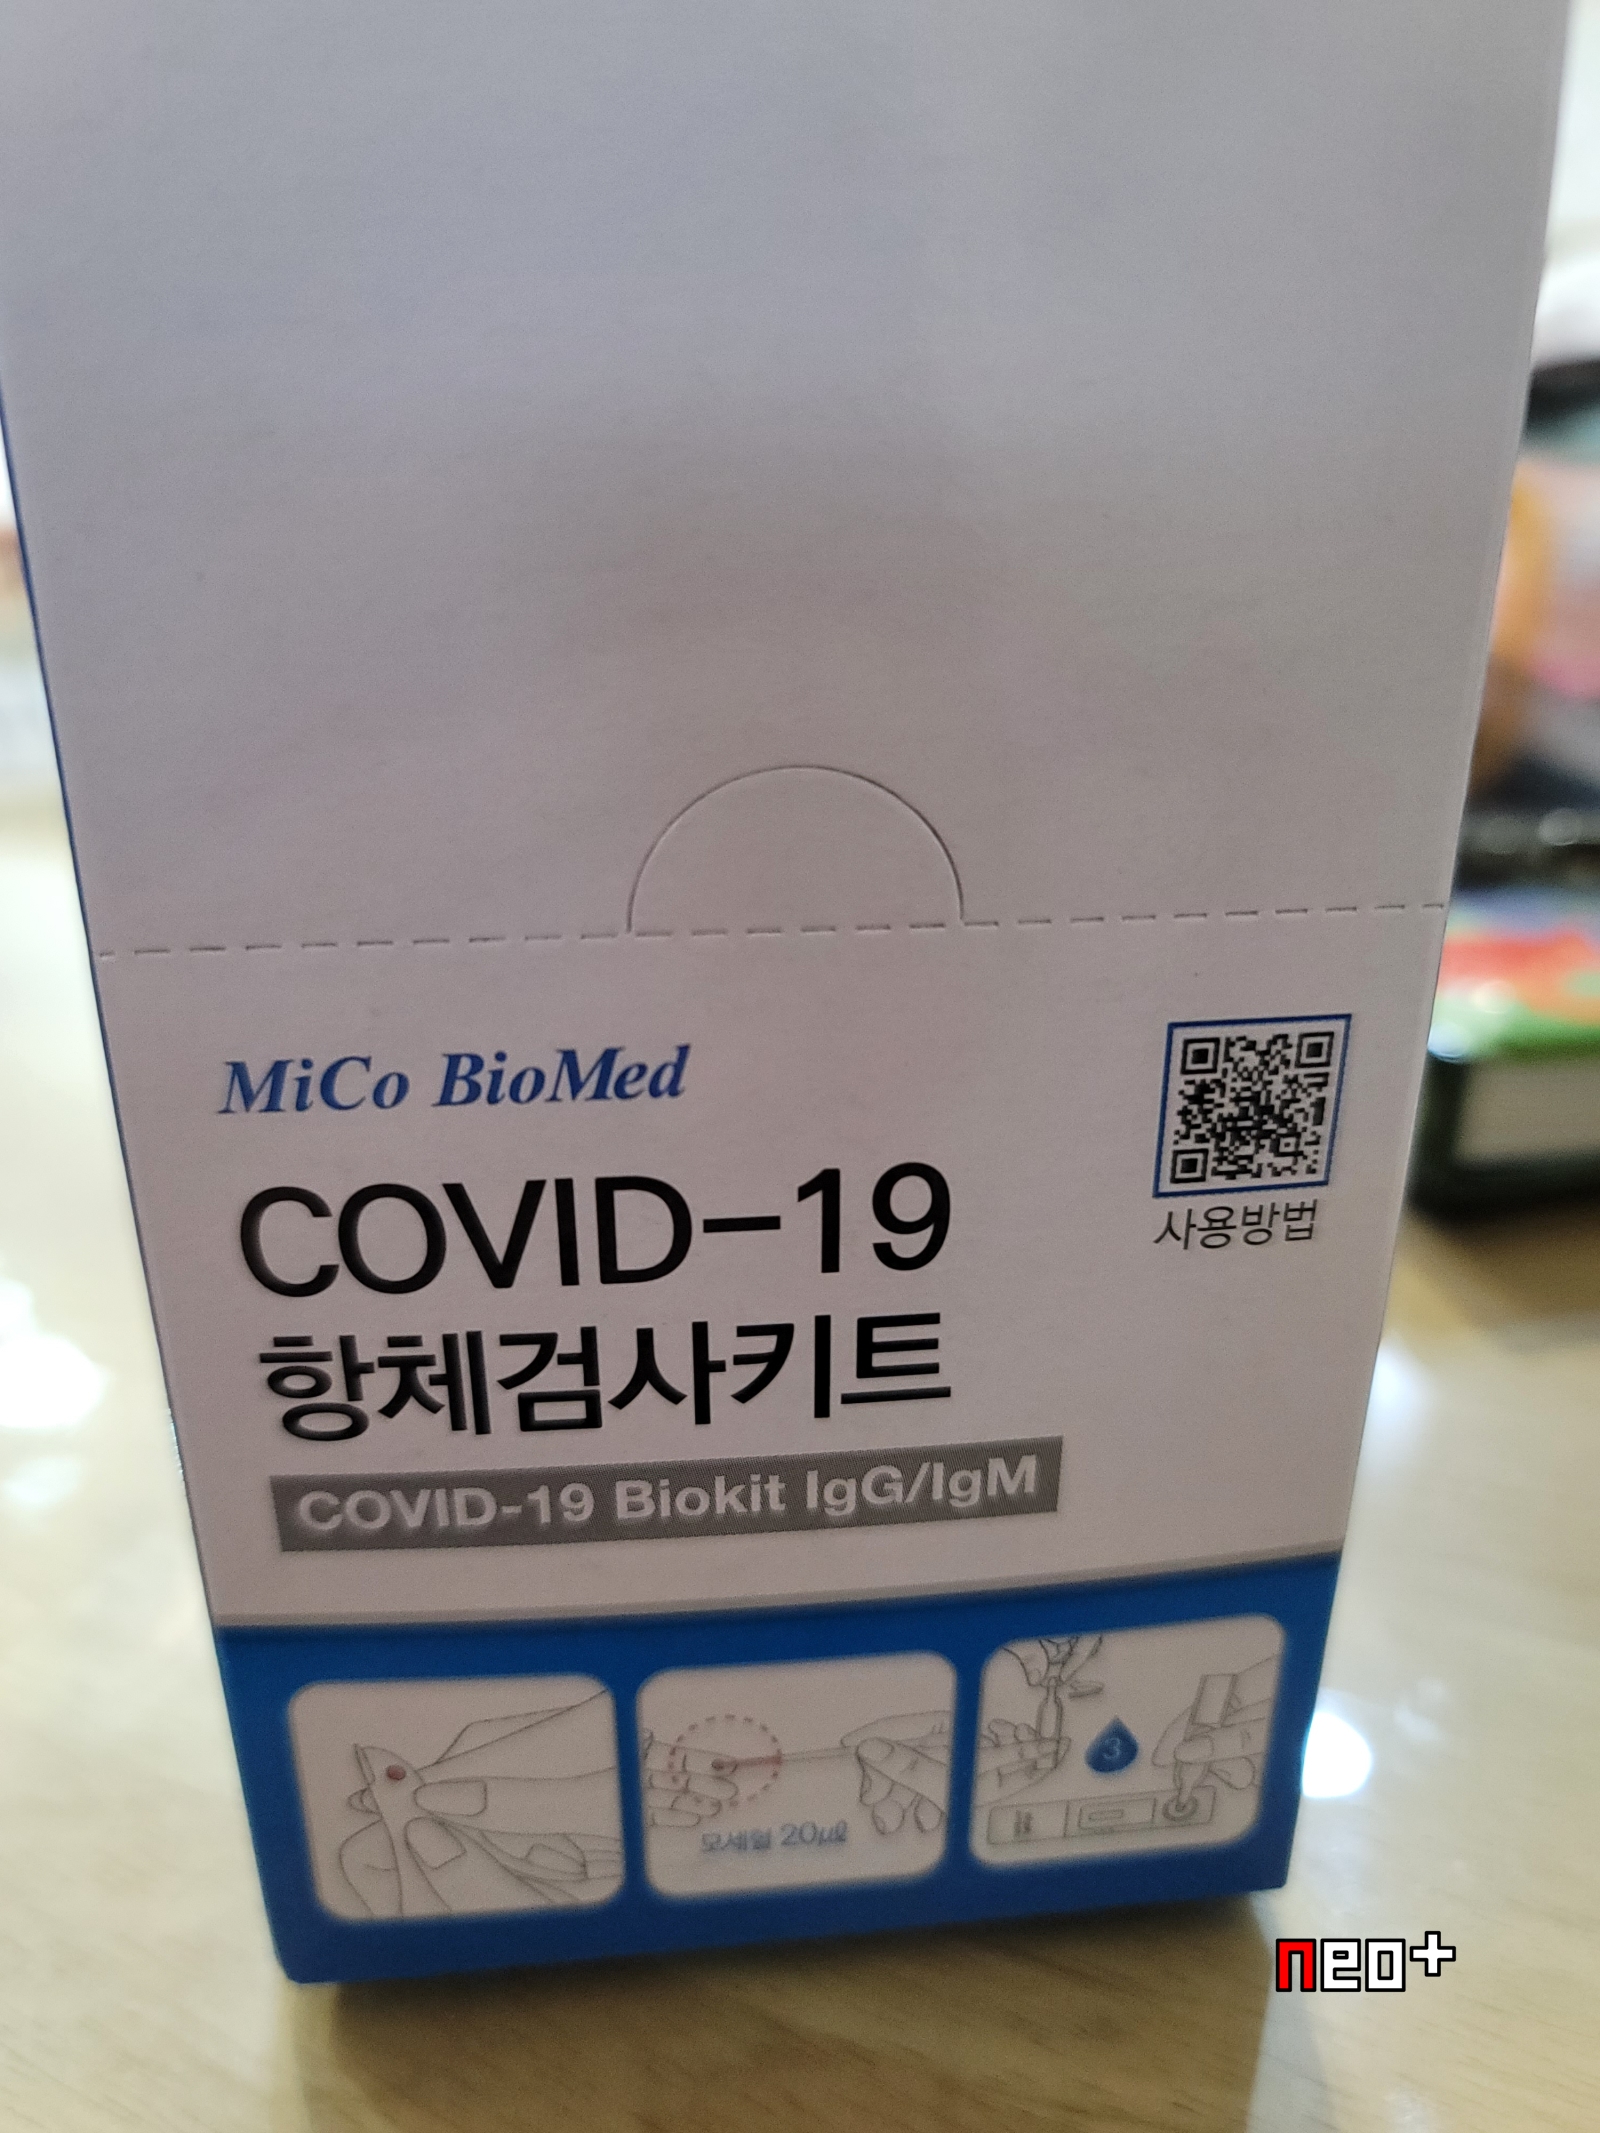 MiCo BioMed
사용방법
COVID-19
항체검사키트
COVID-19 Biokit IgG/IgM
모세혈 20㎕
3
neo+